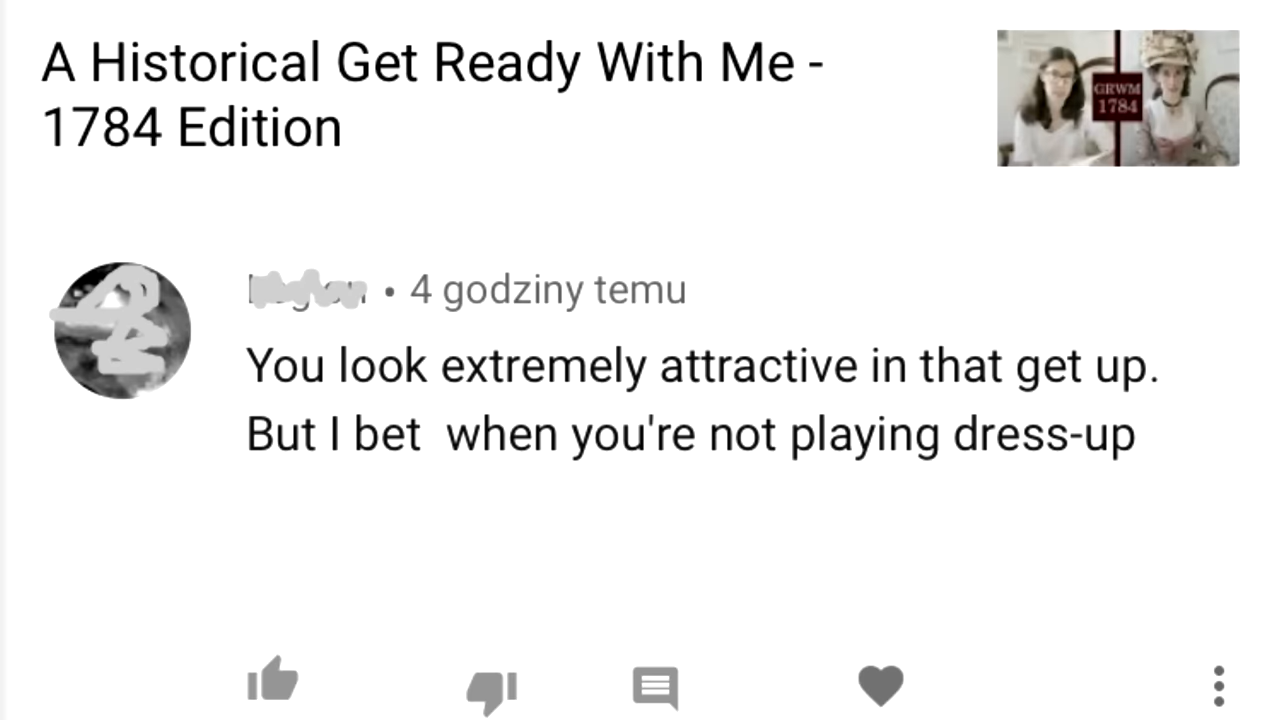 A Historical Get Ready With Me -
1784 Edition
GRWM
1784
• 4 godziny temu
You look extremely attractive in that get up.
But I bet  when you're not playing dress-up